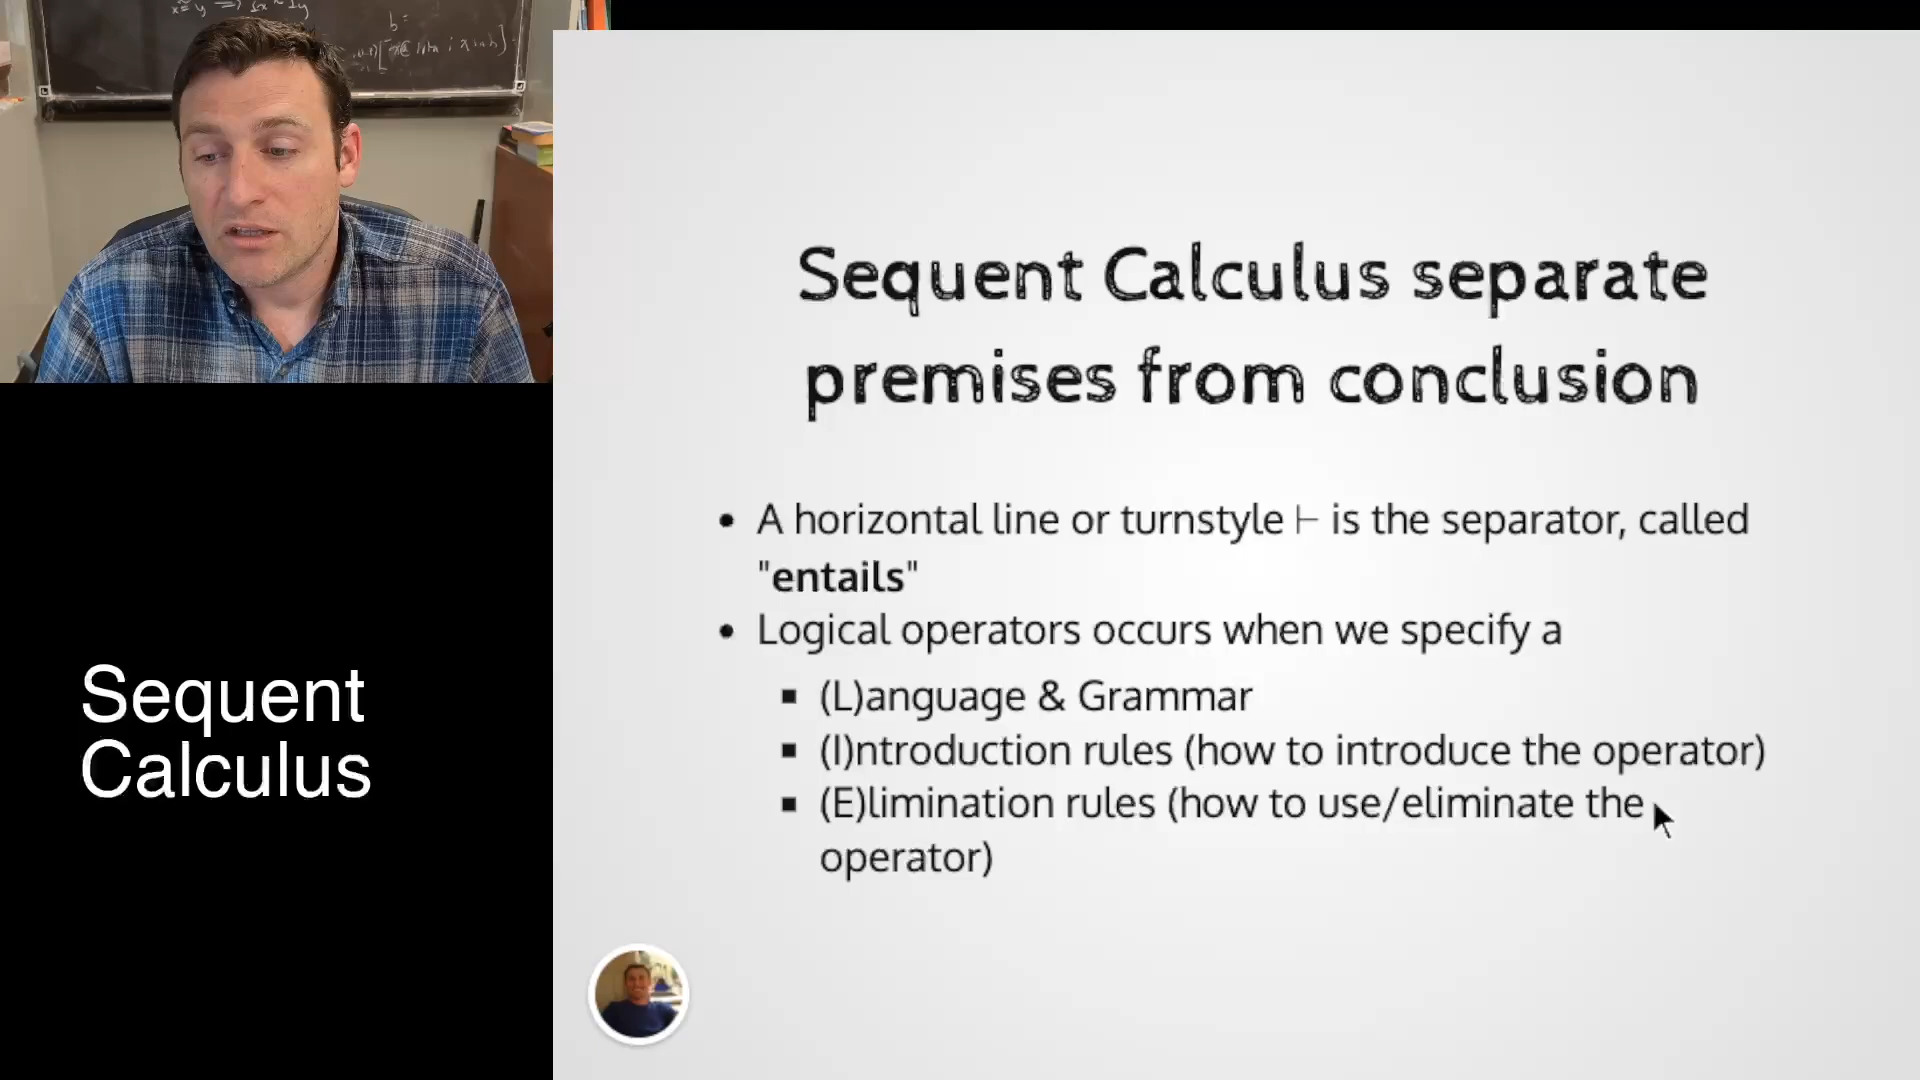 x≡y ⇒
b=
Sequent Calculus separate
premises from conclusion
• A horizontal line or turnstyle ⊢ is the separator, called
"entails"
• Logical operators occurs when we specify a
▪ (L)anguage & Grammar
▪ (I)ntroduction rules (how to introduce the operator)
▪ (E)limination rules (how to use/eliminate the
operator)
Sequent
Calculus